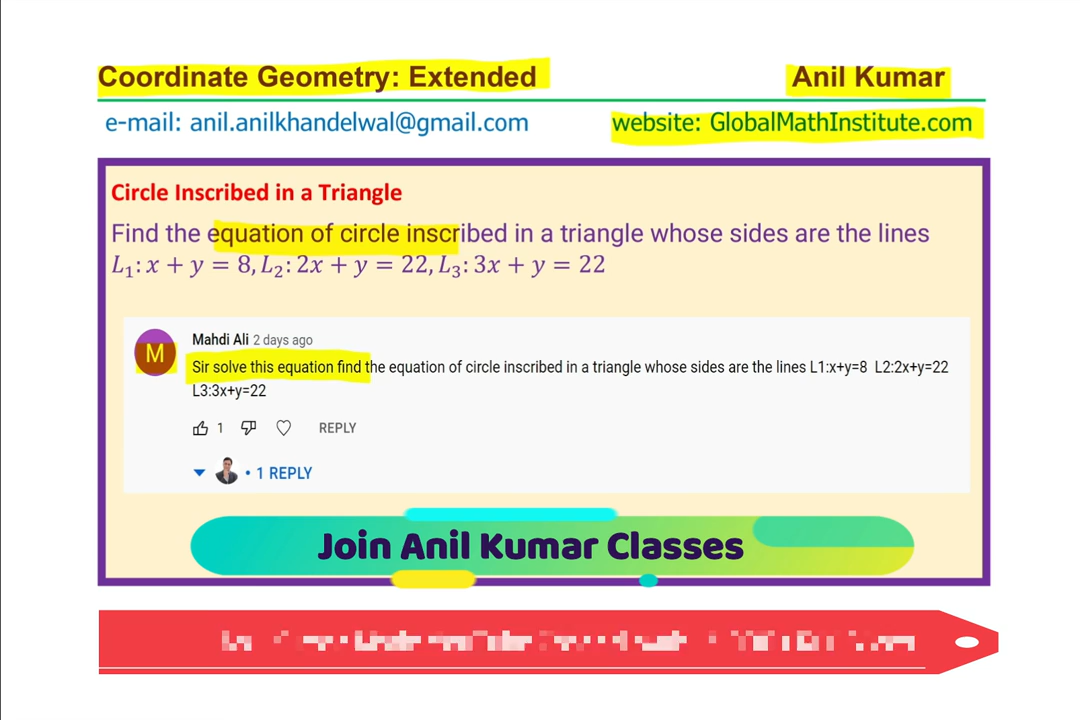 Coordinate Geometry: Extended Anil Kumar
e-mail: anil.anilkhandelwal@gmail.com website: GlobalMathInstitute.com
Circle Inscribed in a Triangle
Find the equation of circle inscribed in a triangle whose sides are the lines
L₁: x + y = 8, L₂: 2x + y = 22, L₃: 3x + y = 22
M
Mahdi Ali 2 days ago
Sir solve this equation find the equation of circle inscribed in a triangle whose sides are the lines L1:x+y=8 L2:2x+y=22
L3:3x+y=22
1 REPLY
• 1 REPLY
Join Anil Kumar Classes